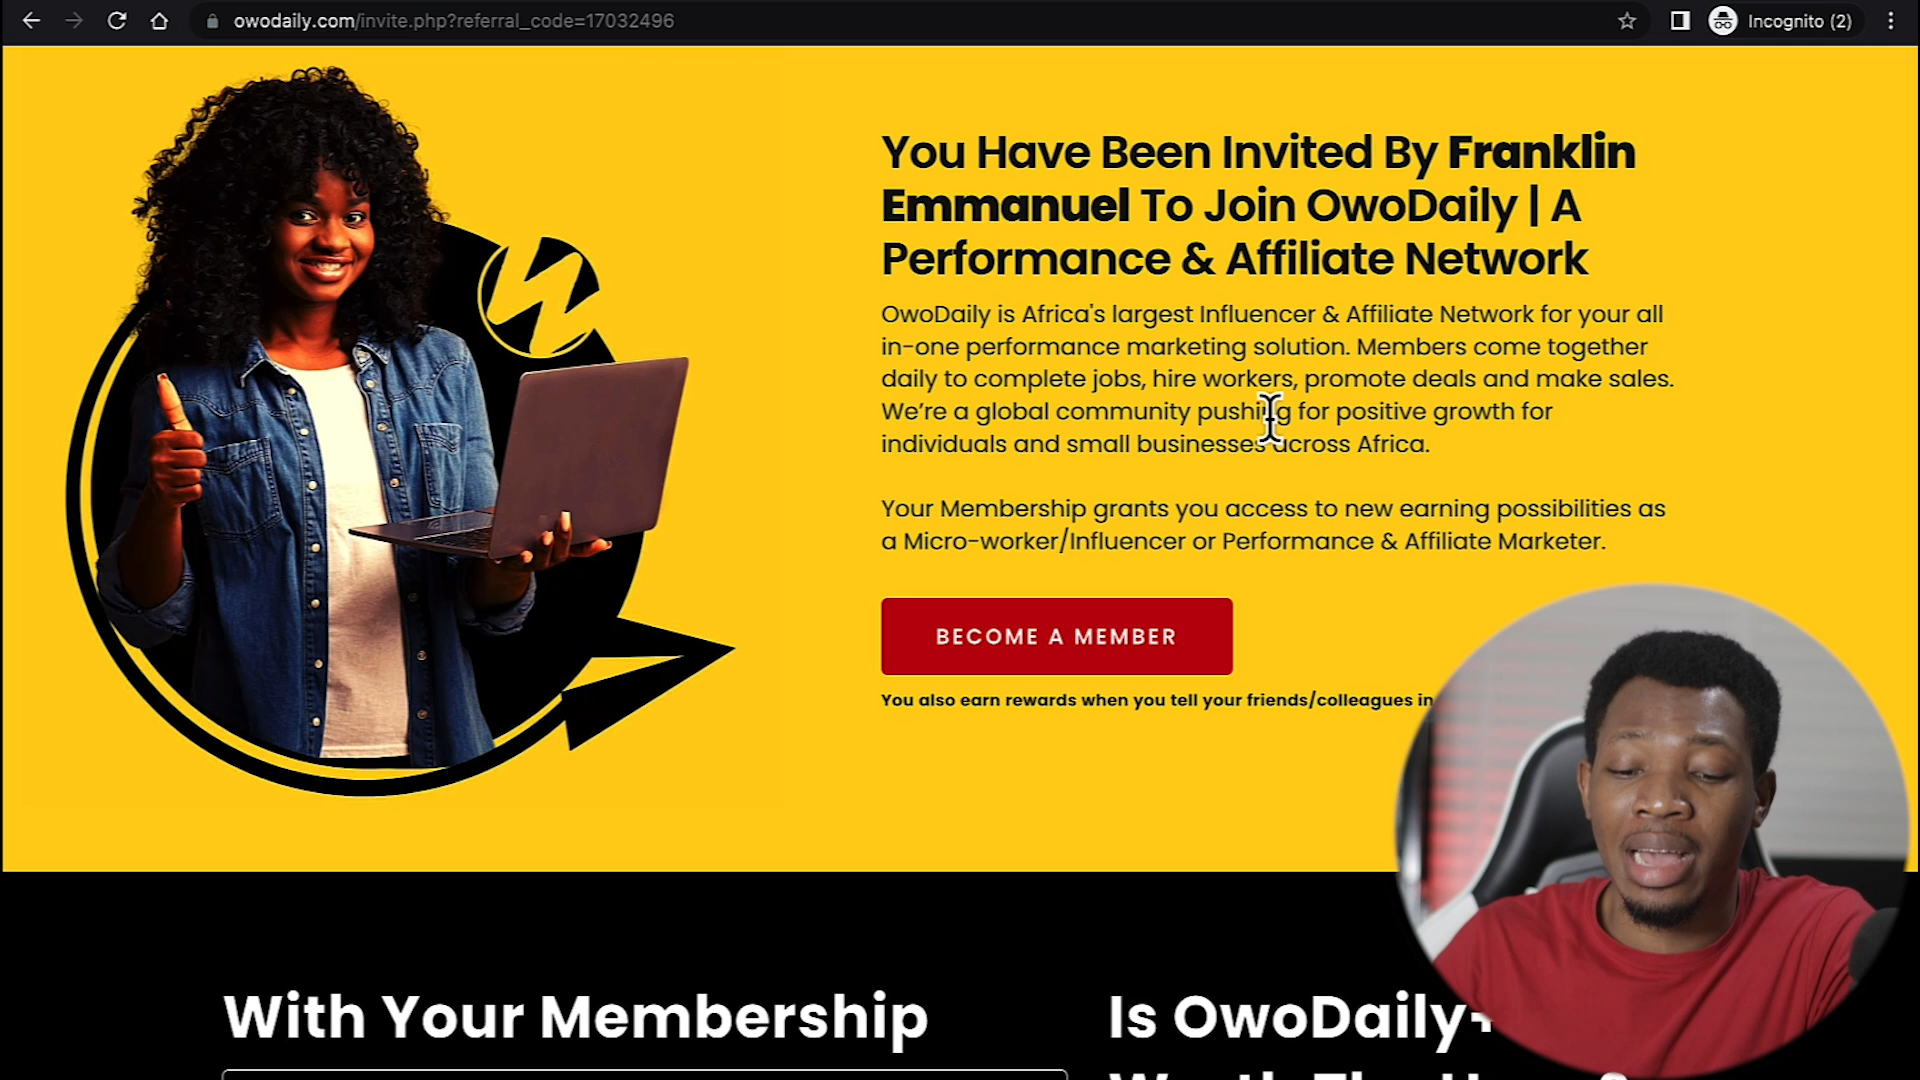 owodaily.com/invite.php?referral_code=17032496
Incognito (2)
You Have Been Invited By Franklin
Emmanuel To Join OwoDaily | A
Performance & Affiliate Network
OwoDaily is Africa's largest Influencer & Affiliate Network for your all
in-one performance marketing solution. Members come together
daily to complete jobs, hire workers, promote deals and make sales.
We're a global community pushing for positive growth for
individuals and small businesses across Africa.
Your Membership grants you access to new earning possibilities as
a Micro-worker/Influencer or Performance & Affiliate Marketer.
BECOME A MEMBER
You also earn rewards when you tell your friends/colleagues in
With Your Membership
Is OwoDaily+